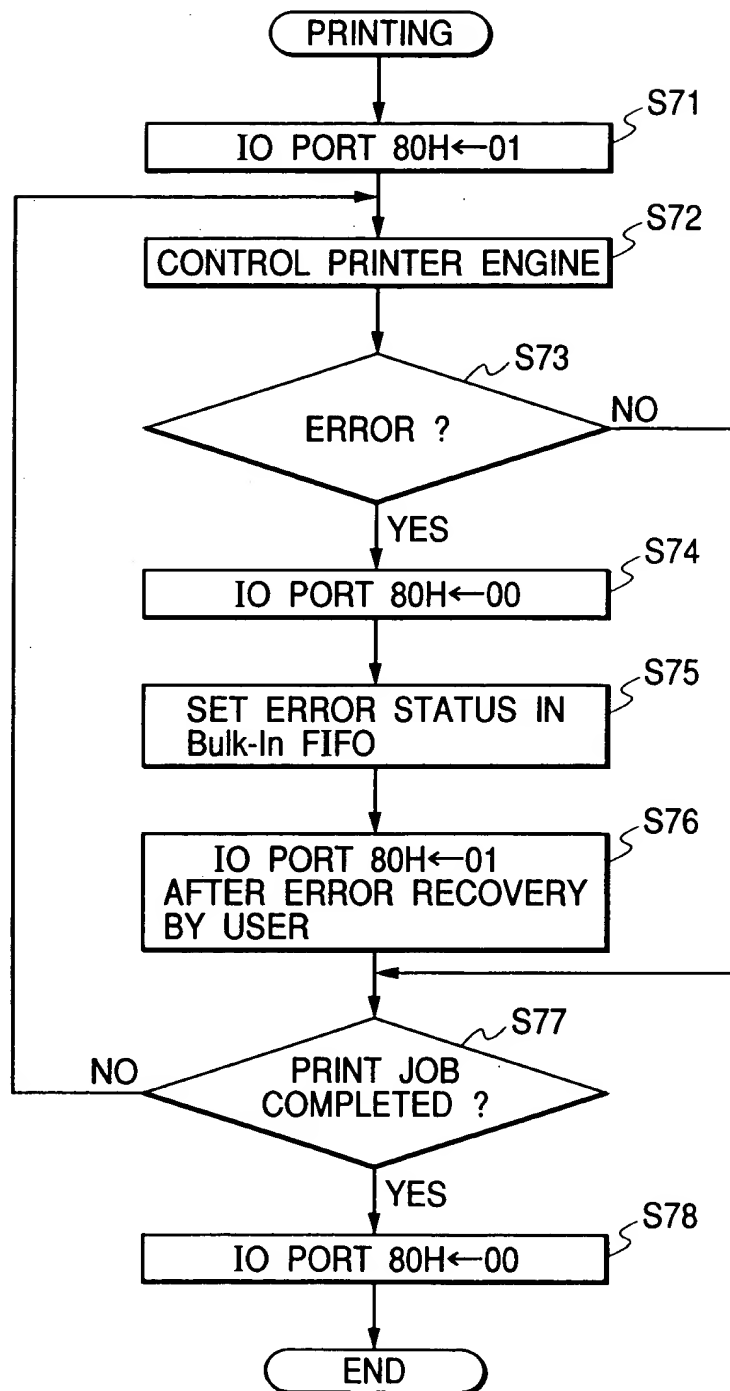 PRINTING
S71
IO PORT 80H←01
S72
CONTROL PRINTER ENGINE
S73
ERROR ?
NO
YES
S74
IO PORT 80H←00
S75
SET ERROR STATUS IN
Bulk-In FIFO
S76
IO PORT 80H←01
AFTER ERROR RECOVERY
BY USER
S77
NO
PRINT JOB
COMPLETED ?
YES
S78
IO PORT 80H←00
END